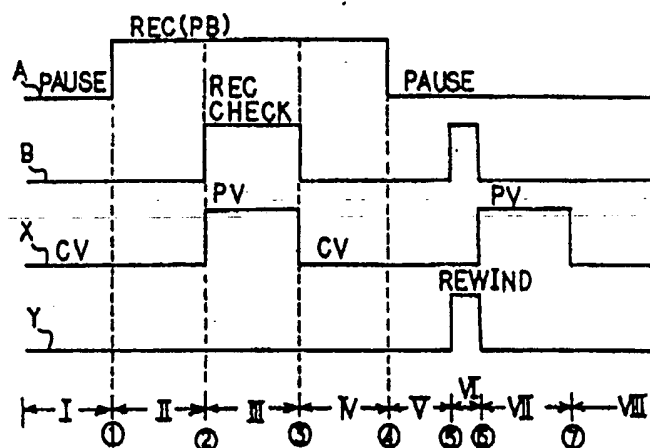 REC(PB)
A PAUSE
PAUSE
REC
CHECK
B
PV
PV
X CV
CV
REWIND
Y
I II III IV V VI VII VIII
① ② ③ ④ ⑤ ⑥ ⑦